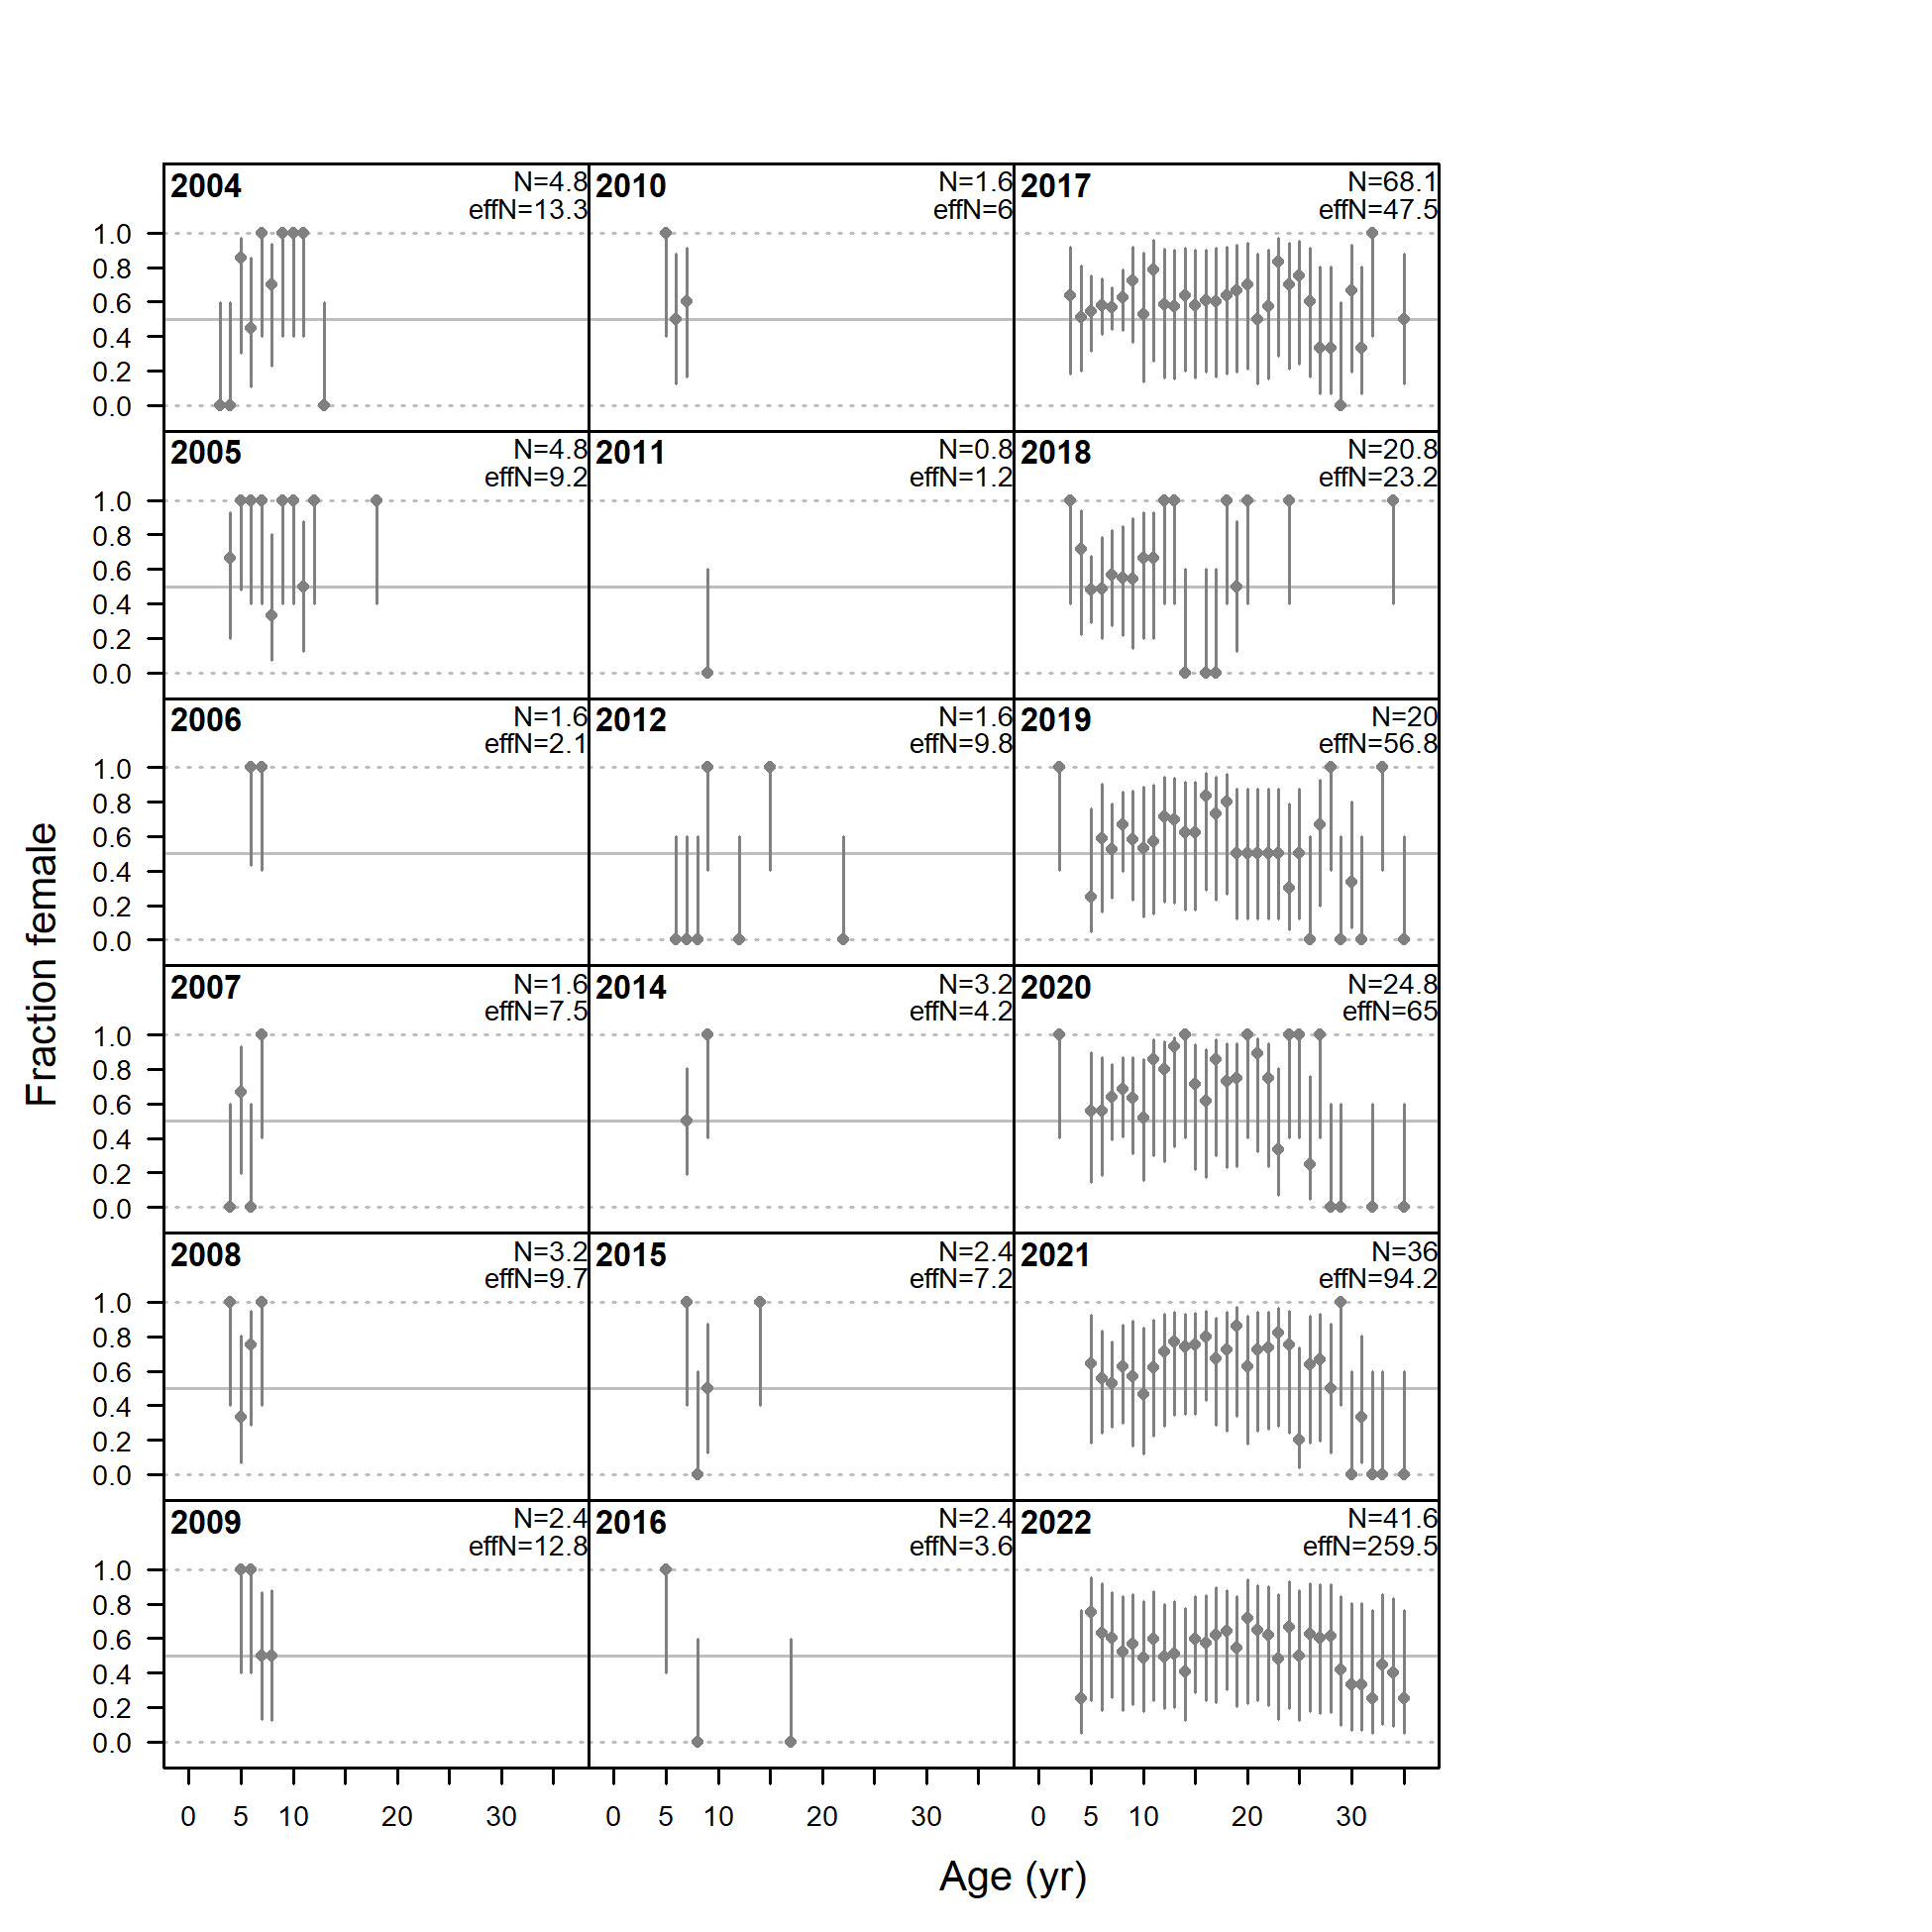 2004 N=4.8
effN=13.3
2010 N=1.6
effN=6
2017 N=68.1
effN=47.5
1.0
0.8
0.6
0.4
0.2
0.0
2005 N=4.8
effN=9.2
2011 N=0.8
effN=1.2
2018 N=20.8
effN=23.2
1.0
0.8
0.6
0.4
0.2
0.0
2006 N=1.6
effN=2.1
2012 N=1.6
effN=9.8
2019 N=20
effN=56.8
1.0
0.8
0.6
0.4
0.2
0.0
2007 N=1.6
effN=7.5
2014 N=3.2
effN=4.2
2020 N=24.8
effN=65
1.0
0.8
0.6
0.4
0.2
0.0
2008 N=3.2
effN=9.7
2015 N=2.4
effN=7.2
2021 N=36
effN=94.2
1.0
0.8
0.6
0.4
0.2
0.0
2009 N=2.4
effN=12.8
2016 N=2.4
effN=3.6
2022 N=41.6
effN=259.5
1.0
0.8
0.6
0.4
0.2
0.0
0 5 10 20 30
0 5 10 20 30
0 5 10 20 30
Age (yr)
Fraction female